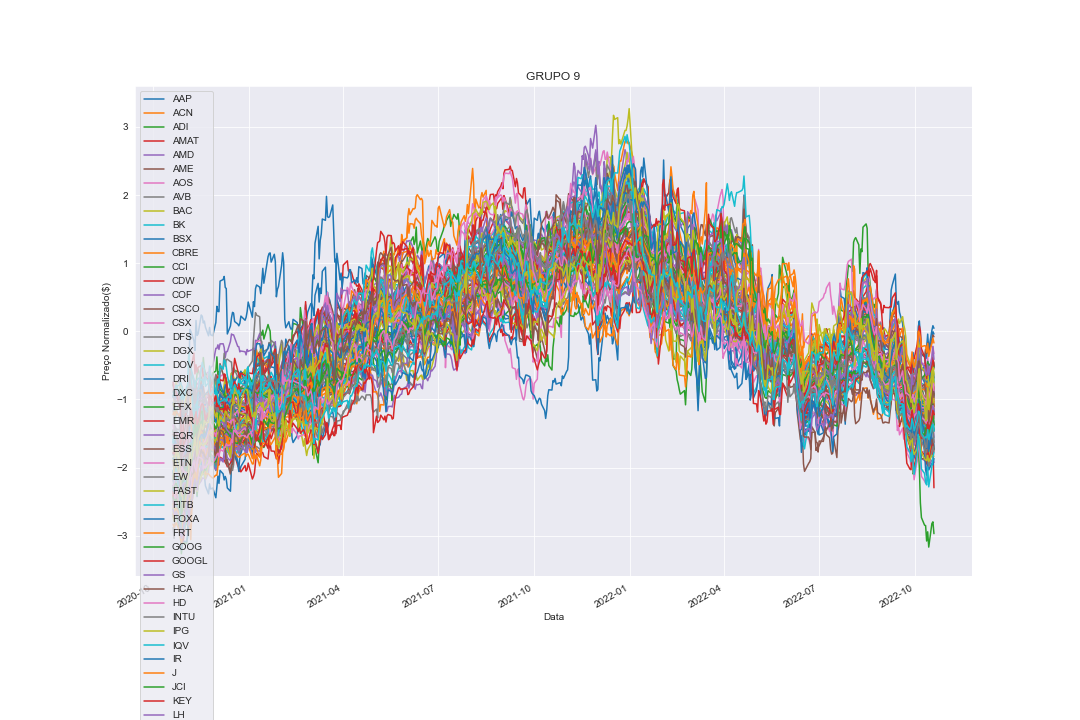 GRUPO 9
Preço Normalizado($)
3
2
1
0
−1
−2
−3
AAP
ACN
ADI
AMAT
AMD
AME
AOS
AVB
BAC
BK
BSX
CBRE
CCI
CDW
COF
CSCO
CSX
DFS
DGX
DOV
DRI
DXC
EFX
EMR
EQR
ESS
ETN
EW
FAST
FITB
FOXA
FRT
GOOG
GOOGL
GS
HCA
HD
INTU
IPG
IQV
IR
J
JCI
KEY
LH
2020-10
2021-01
2021-04
2021-07
2021-10
2022-01
2022-04
2022-07
2022-10
Data